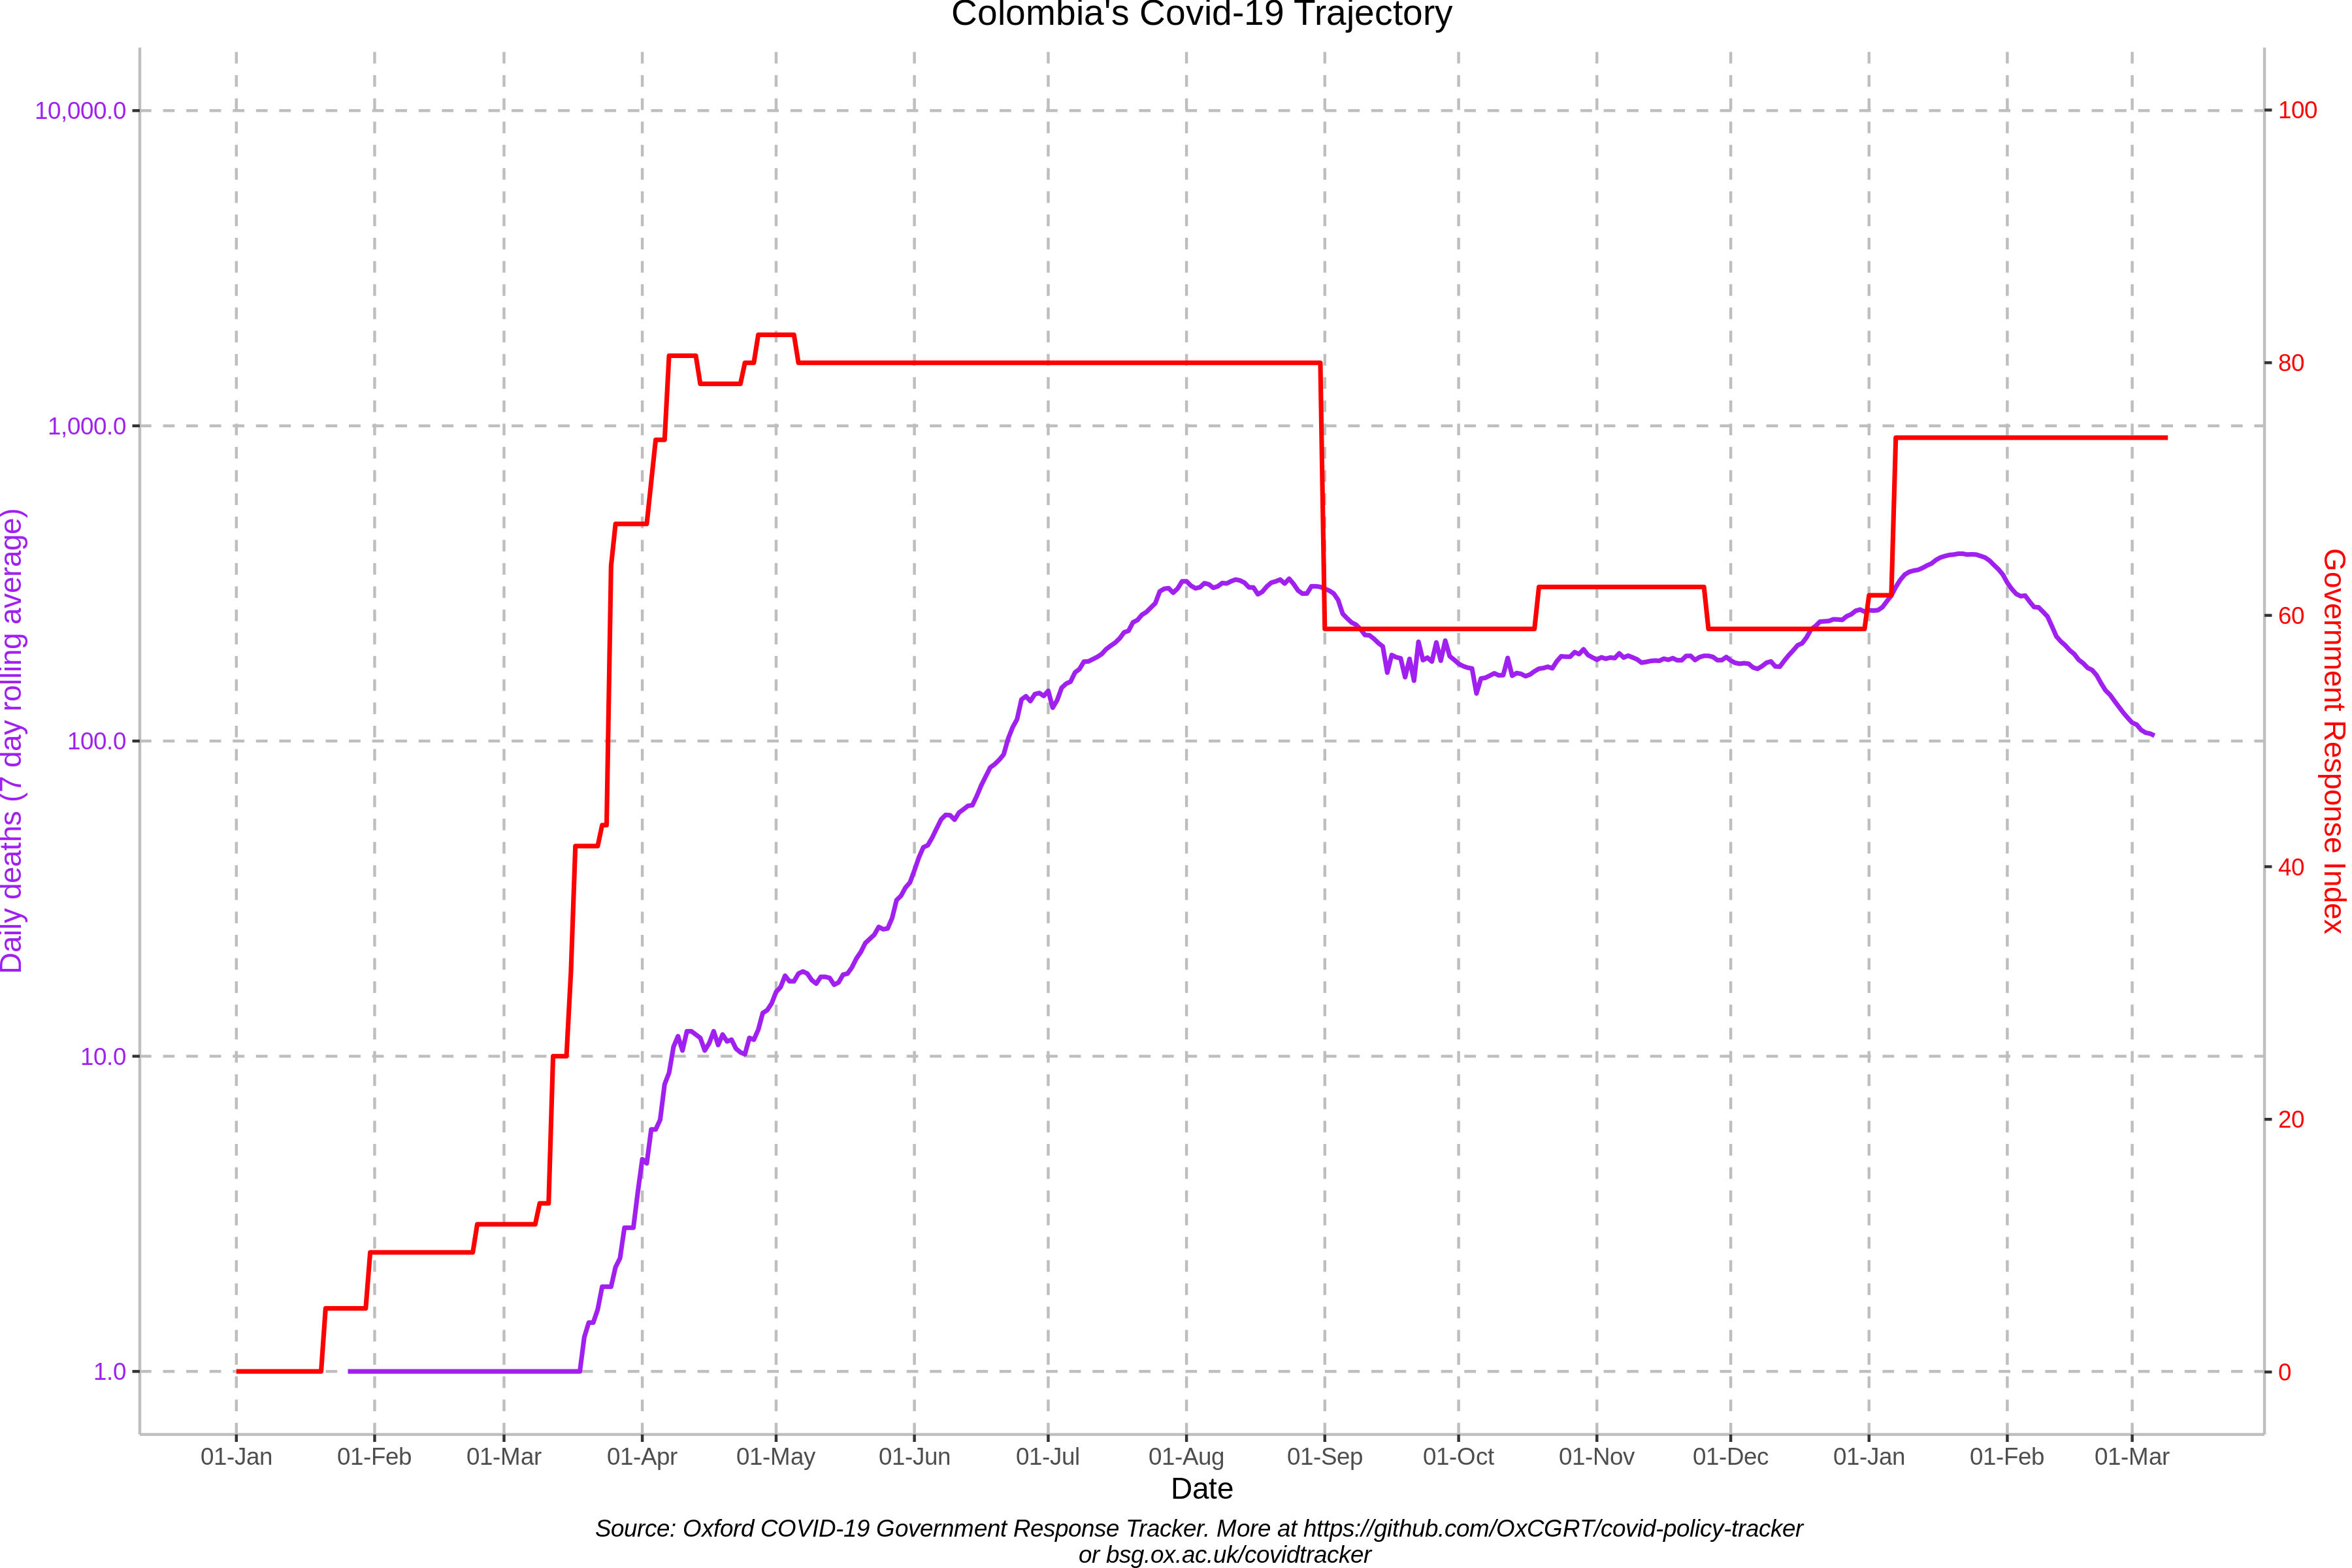 Colombia's Covid-19 Trajectory
10,000.0
1,000.0
100.0
10.0
1.0
Daily deaths (7 day rolling average)
100
80
60
40
20
0
Government Response Index
01-Jan 01-Feb 01-Mar 01-Apr 01-May 01-Jun 01-Jul 01-Aug 01-Sep 01-Oct 01-Nov 01-Dec 01-Jan 01-Feb 01-Mar
Date
Source: Oxford COVID-19 Government Response Tracker. More at https://github.com/OxCGRT/covid-policy-tracker
or bsg.ox.ac.uk/covidtracker